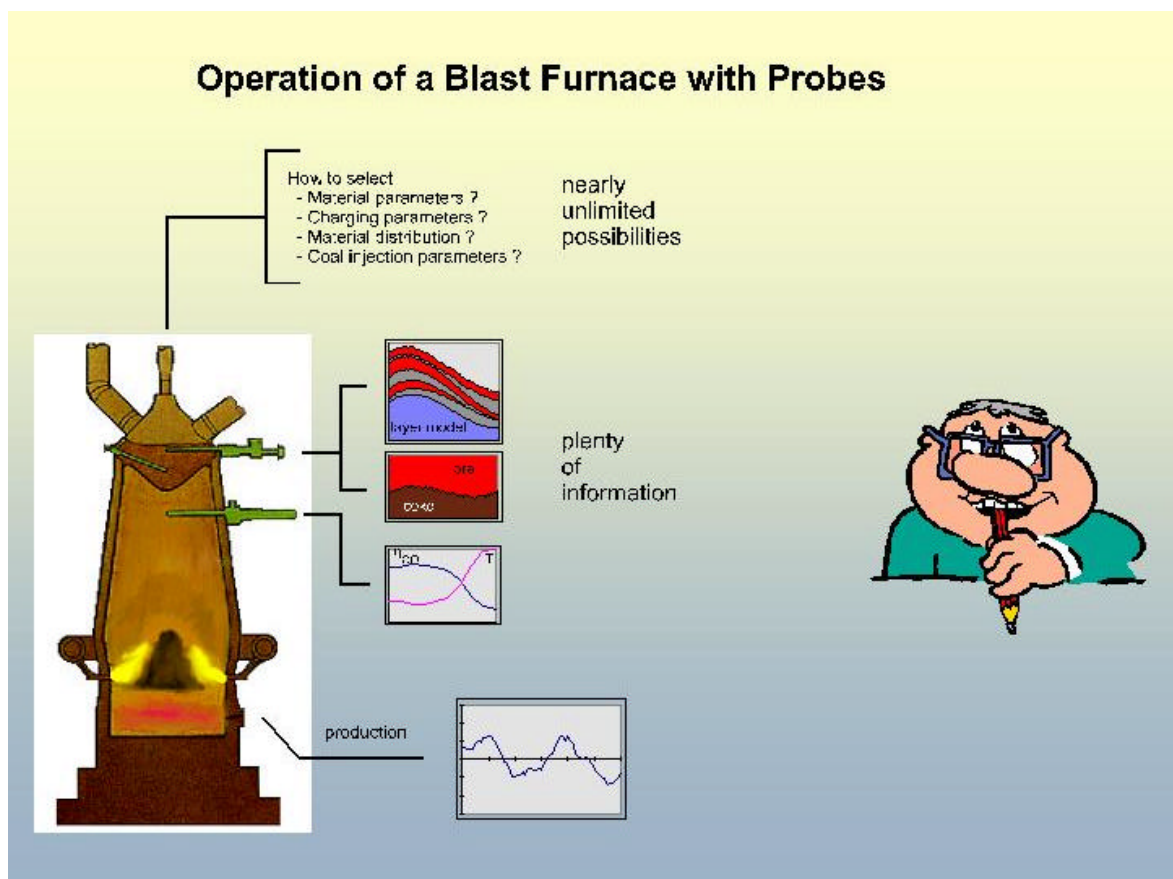 Operation of a Blast Furnace with Probes
How to select
- Material parameters ?
- Charging parameters ?
- Material distribution ?
- Coal injection parameters ?
nearly
unlimited
possibilities
layer model
ore
coke
plenty
of
information
ηCO
T
production